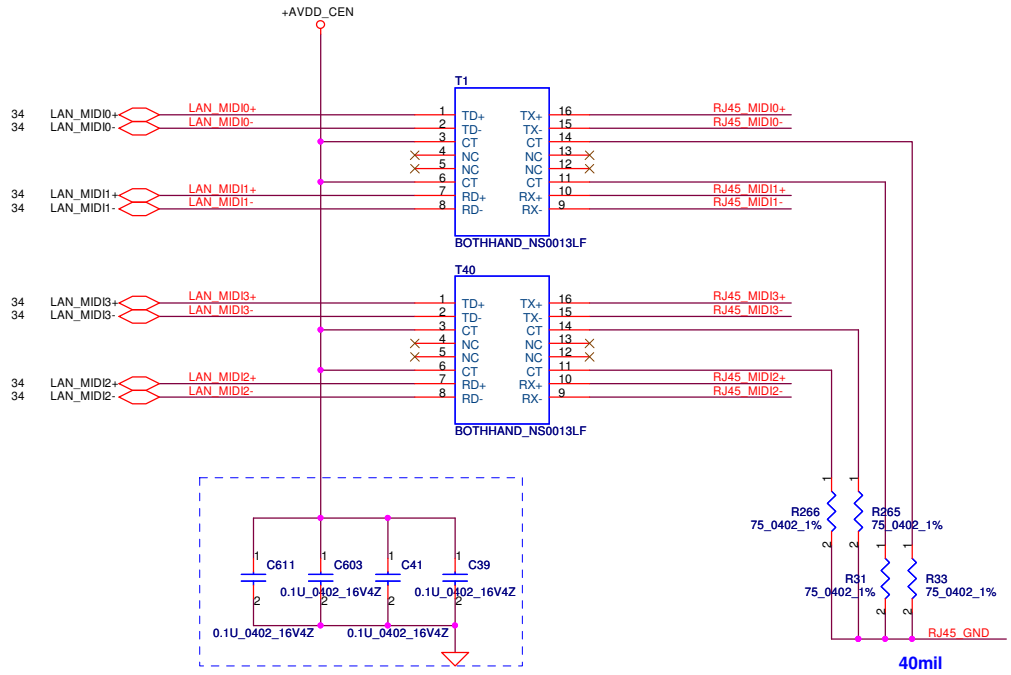 +AVDD_CEN
T1
34 LAN_MIDI0+ LAN_MIDI0+ 1 TD+ TX+ 16 RJ45_MIDI0+
34 LAN_MIDI0- LAN_MIDI0- 2 TD- TX- 15 RJ45_MIDI0-
3 CT CT 14
4 NC NC 13
5 NC NC 12
6 CT CT 11
34 LAN_MIDI1+ LAN_MIDI1+ 7 RD+ RX+ 10 RJ45_MIDI1+
34 LAN_MIDI1- LAN_MIDI1- 8 RD- RX- 9 RJ45_MIDI1-
BOTHHAND_NS0013LF
T40
34 LAN_MIDI3+ LAN_MIDI3+ 1 TD+ TX+ 16 RJ45_MIDI3+
34 LAN_MIDI3- LAN_MIDI3- 2 TD- TX- 15 RJ45_MIDI3-
3 CT CT 14
4 NC NC 13
5 NC NC 12
6 CT CT 11
34 LAN_MIDI2+ LAN_MIDI2+ 7 RD+ RX+ 10 RJ45_MIDI2+
34 LAN_MIDI2- LAN_MIDI2- 8 RD- RX- 9 RJ45_MIDI2-
BOTHHAND_NS0013LF
1 1
R266 R265
75_0402_1% 75_0402_1%
2 2 1 1
1 1 1 1
C611 C603 C41 C39
R31 R33
0.1U_0402_16V4Z 0.1U_0402_16V4Z 75_0402_1% 75_0402_1%
2 2 2 2 2 2
0.1U_0402_16V4Z 0.1U_0402_16V4Z RJ45_GND
40mil